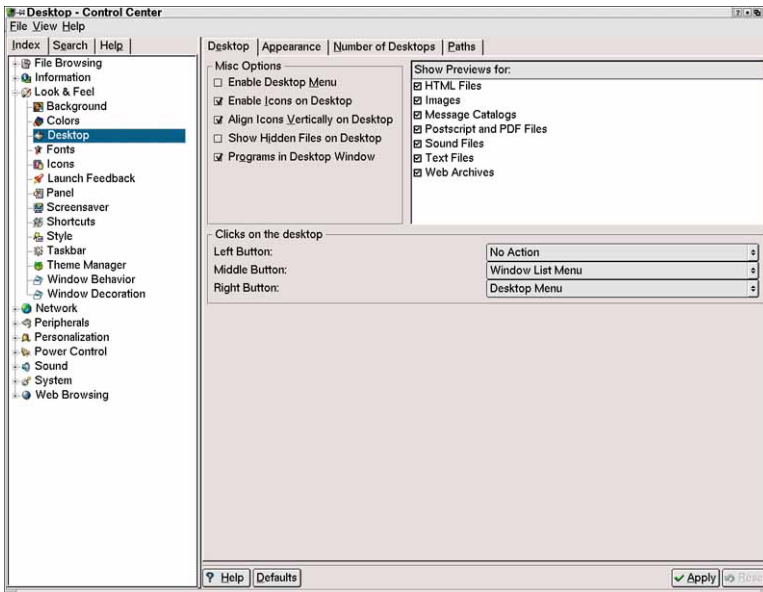 Desktop - Control Center
File View Help
Index Search Help
File Browsing
Information
Look & Feel
Background
Colors
Desktop
Fonts
Icons
Launch Feedback
Panel
Screensaver
Shortcuts
Style
Taskbar
Theme Manager
Window Behavior
Window Decoration
Network
Peripherals
Personalization
Power Control
Sound
System
Web Browsing
Desktop Appearance Number of Desktops Paths
Misc Options
Enable Desktop Menu
Enable Icons on Desktop
Align Icons Vertically on Desktop
Show Hidden Files on Desktop
Programs in Desktop Window
Show Previews for:
HTML Files
Images
Message Catalogs
Postscript and PDF Files
Sound Files
Text Files
Web Archives
Clicks on the desktop
Left Button: No Action
Middle Button: Window List Menu
Right Button: Desktop Menu
? Help Defaults Apply